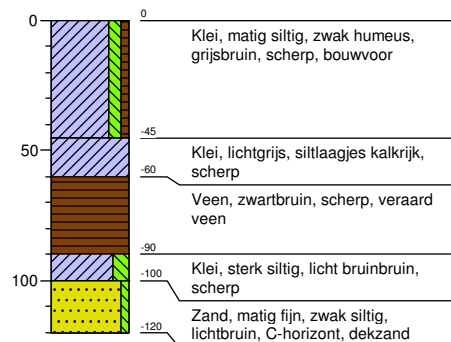 0
0
Klei, matig siltig, zwak humeus,
grijsbruin, scherp, bouwvoor
-45
50
Klei, lichtgrijs, siltlaagjes kalkrijk,
scherp
-60
Veen, zwartbruin, scherp, veraard
veen
-90
Klei, sterk siltig, licht bruinbruin,
scherp
100
-100
Zand, matig fijn, zwak siltig,
lichtbruin, C-horizont, dekzand
-120